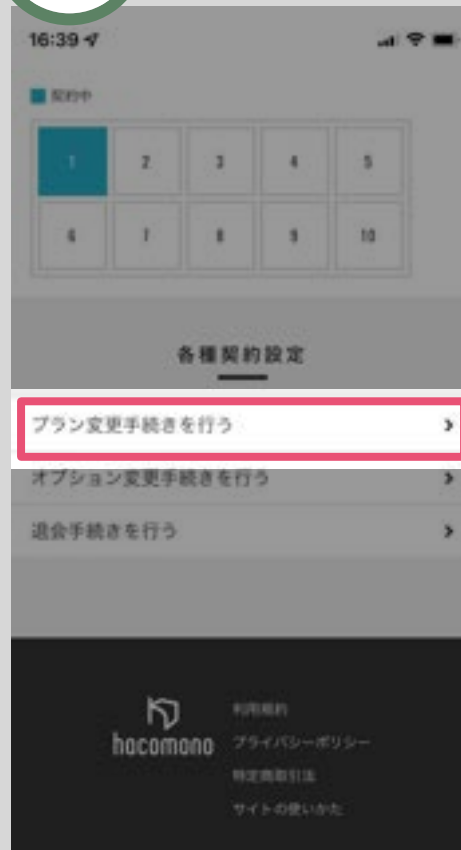 16:39
契約中
1 2 3 4 5
6 7 8 9 10
各種契約設定
プラン変更手続きを行う
オプション変更手続きを行う
退会手続きを行う
hacomono
利用規約
プライバシーポリシー
特定商取引法
サイトの使いかた